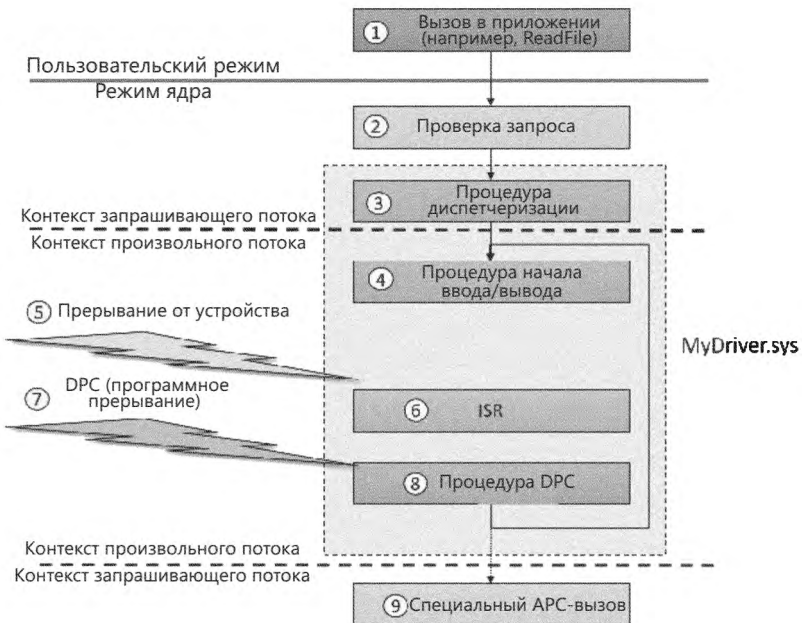 1 Вызов в приложении
(например, ReadFile)
Пользовательский режим
Режим ядра
2 Проверка запроса
3 Процедура
диспетчеризации
Контекст запрашивающего потока
Контекст произвольного потока
4 Процедура начала
ввода/вывода
5 Прерывание от устройства
MyDriver.sys
7 DPC (программное
прерывание)
6 ISR
8 Процедура DPC
Контекст произвольного потока
Контекст запрашивающего потока
9 Специальный APC-вызов